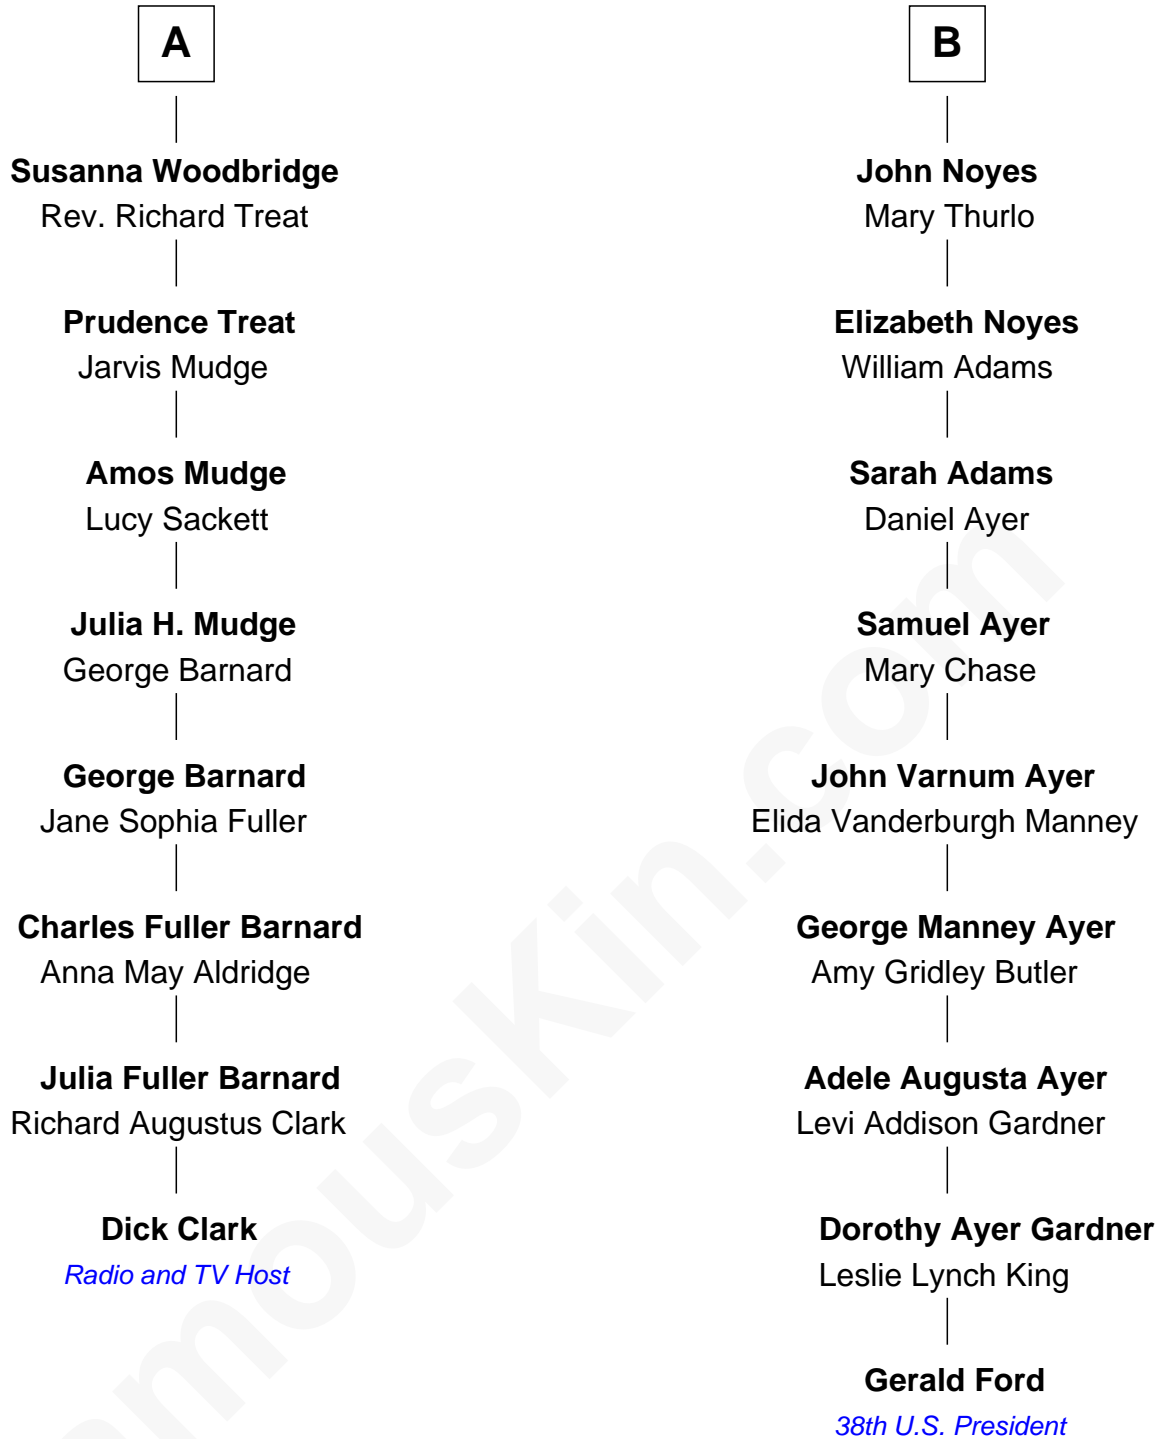 A
Susanna Woodbridge
Rev. Richard Treat
Prudence Treat
Jarvis Mudge
Amos Mudge
Lucy Sackett
Julia H. Mudge
George Barnard
George Barnard
Jane Sophia Fuller
Charles Fuller Barnard
Anna May Aldridge
Julia Fuller Barnard
Richard Augustus Clark
Dick Clark
Radio and TV Host
B
John Noyes
Mary Thurlo
Elizabeth Noyes
William Adams
Sarah Adams
Daniel Ayer
Samuel Ayer
Mary Chase
John Varnum Ayer
Elida Vanderburgh Manney
George Manney Ayer
Amy Gridley Butler
Adele Augusta Ayer
Levi Addison Gardner
Dorothy Ayer Gardner
Leslie Lynch King
Gerald Ford
38th U.S. President
amousKin.com